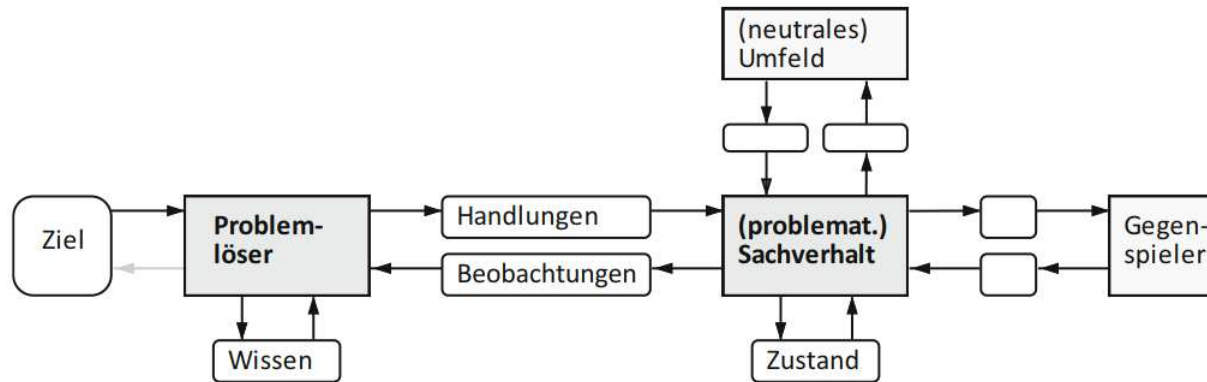 (neutrales)
Umfeld
Ziel
Problem-
löser
Handlungen
Beobachtungen
(problemat.)
Sachverhalt
Gegen-
spieler
Wissen
Zustand